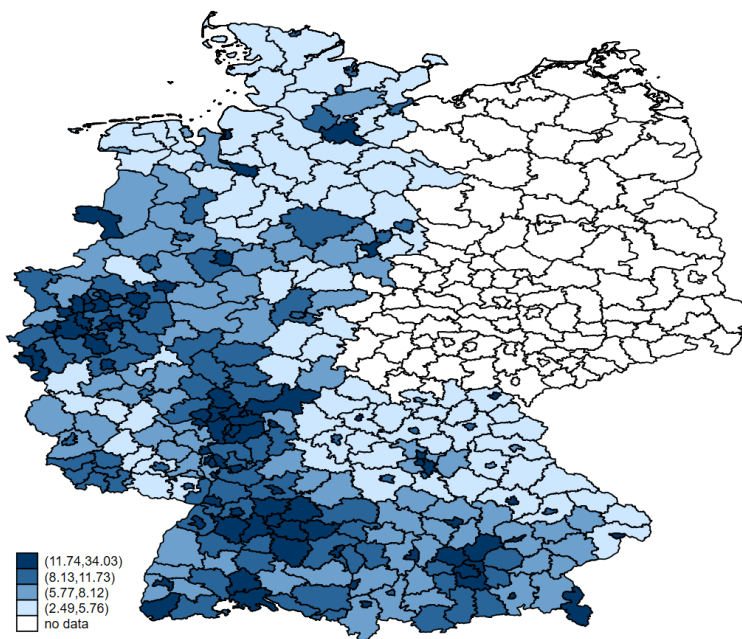 (11.74,34.03)
(8.13,11.73)
(5.77,8.12)
(2.49,5.76)
no data